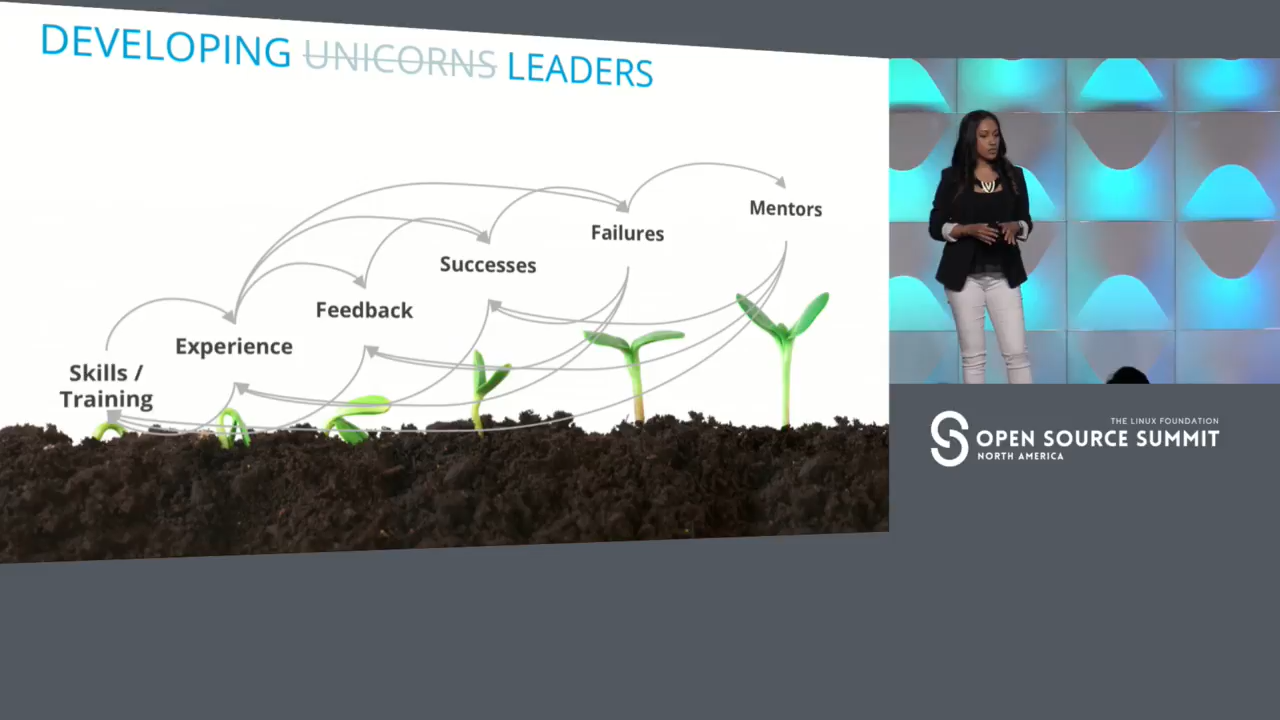 DEVELOPING UNICORNS LEADERS
Mentors
Failures
Successes
Feedback
Experience
Skills /
Training
THE LINUX FOUNDATION
OPEN SOURCE SUMMIT
NORTH AMERICA